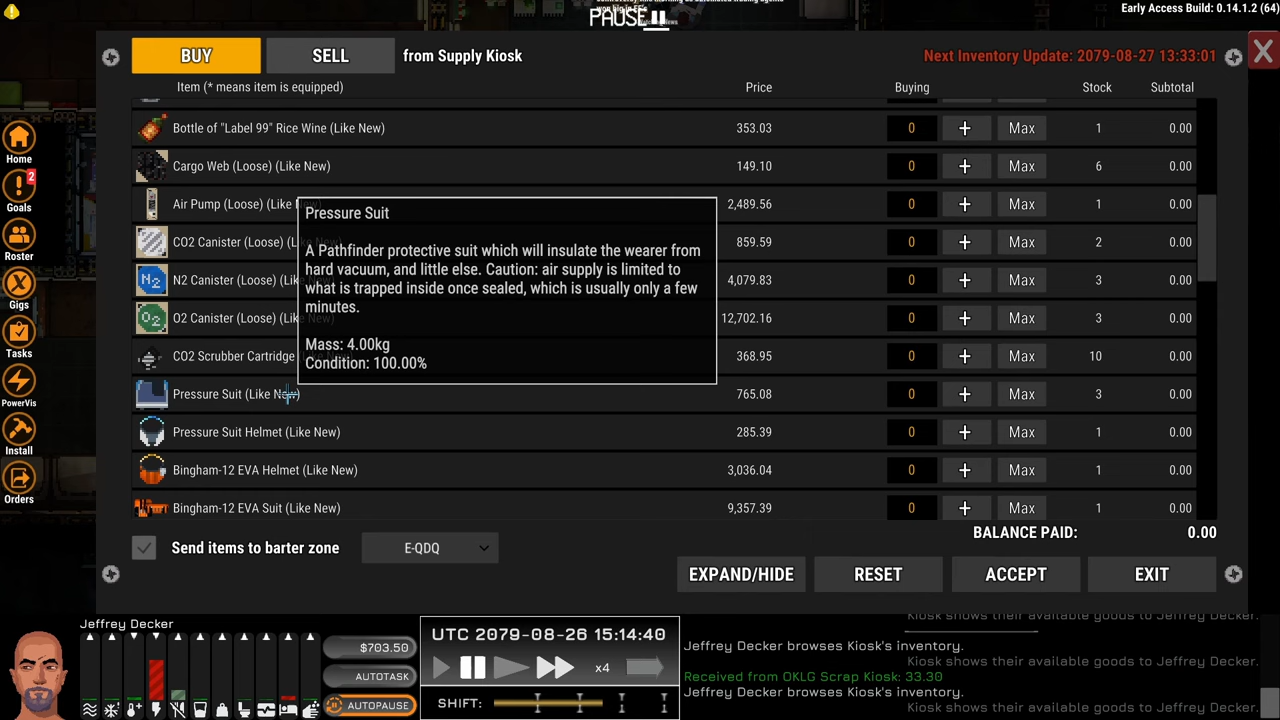 Early Access Build: 0.14.1.2 (64)
PAUSE
BUY
SELL
from Supply Kiosk
Next Inventory Update: 2079-08-27 13:33:01
Item (* means item is equipped) Price Buying Stock Subtotal
Bottle of "Label 99" Rice Wine (Like New) 353.03 0 + Max 1 0.00
Cargo Web (Loose) (Like New) 149.10 0 + Max 6 0.00
Air Pump (Loose) (Like 2,489.56 0 + Max 1 0.00
CO2 Canister (Loose) (L 859.59 0 + Max 2 0.00
N2 Canister (Loose) (Lik 4,079.83 0 + Max 3 0.00
O2 Canister (Loose) (Lik 12,702.16 0 + Max 3 0.00
CO2 Scrubber Cartridge 368.95 0 + Max 10 0.00
Pressure Suit (Like New) 765.08 0 + Max 3 0.00
Pressure Suit Helmet (Like New) 285.39 0 + Max 1 0.00
Bingham-12 EVA Helmet (Like New) 3,036.04 0 + Max 1 0.00
Bingham-12 EVA Suit (Like New) 9,357.39 0 + Max 1 0.00
Pressure Suit
A Pathfinder protective suit which will insulate the wearer from
hard vacuum, and little else. Caution: air supply is limited to
what is trapped inside once sealed, which is usually only a few
minutes.
Mass: 4.00kg
Condition: 100.00%
N2
O2
Home
2
Goals
Roster
Gigs
Tasks
PowerVis
Install
Orders
BALANCE PAID: 0.00
Send items to barter zone
E-QDQ
EXPAND/HIDE
RESET
ACCEPT
EXIT
Jeffrey Decker
$703.50
AUTOTASK
AUTOPAUSE
UTC 2079-08-26 15:14:40
x4
SHIFT:
Kiosk shows their available goods to Jeffrey Decker.
Jeffrey Decker browses Kiosk's inventory.
Kiosk shows their available goods to Jeffrey Decker.
Received from OKLG Scrap Kiosk: 33.30
Jeffrey Decker browses Kiosk's inventory.
Kiosk shows their available goods to Jeffrey Decker.